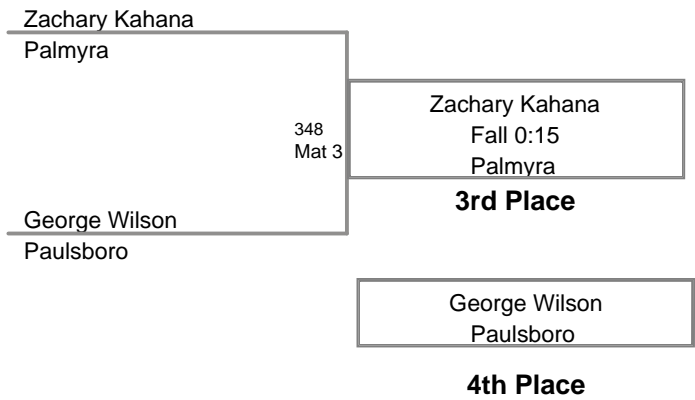 Zachary Kahana
Palmyra
348
Mat 3
Zachary Kahana
Fall 0:15
Palmyra
3rd Place
George Wilson
Paulsboro
George Wilson
Paulsboro
4th Place